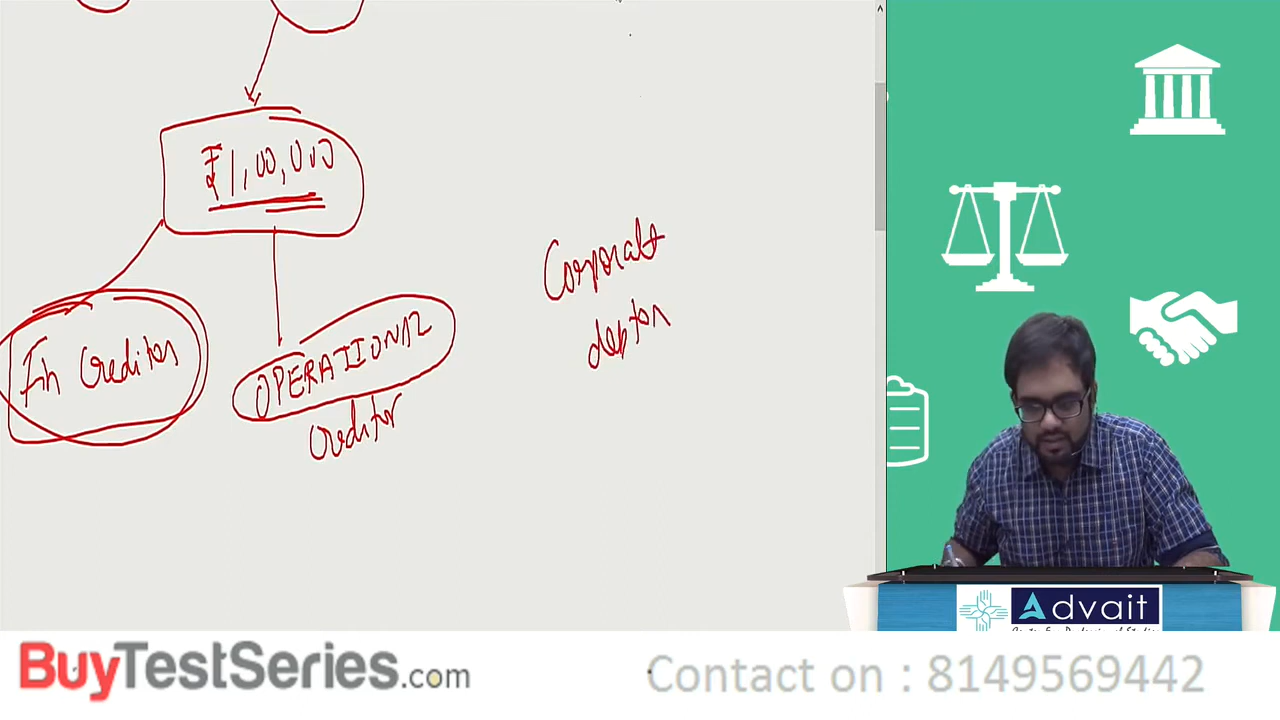 ₹1,00,000
Fin Creditor
OPERATIONAL
Creditor
Corporate
debtor
Advait
BuyTestSeries.com
Contact on : 8149569442